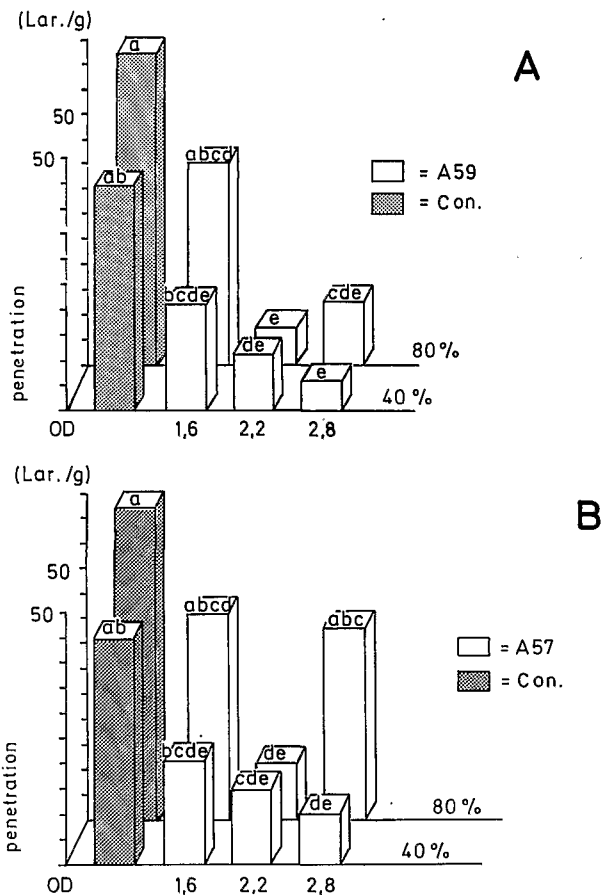 (Lar./g)
A
a
50
50
abcd
ab
= A59
= Con.
bcde
cde
e
de
e
penetration
80 %
40 %
OD
1,6
2,2
2,8
(Lar./g)
B
a
50
50
abcd
abc
ab
= A57
= Con.
bcde
de
cde
de
penetration
80 %
40 %
OD
1,6
2,2
2,8